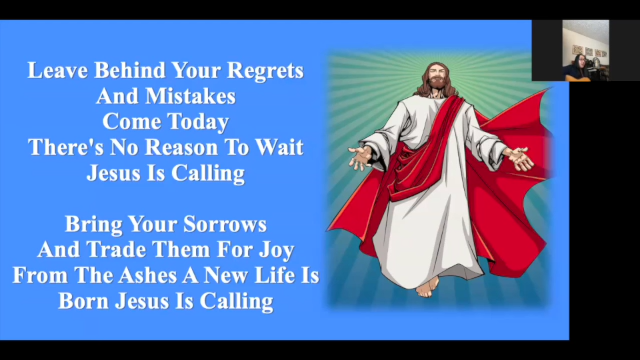 Leave Behind Your Regrets
And Mistakes
Come Today
There's No Reason To Wait
Jesus Is Calling
Bring Your Sorrows
And Trade Them For Joy
From The Ashes A New Life Is
Born Jesus Is Calling